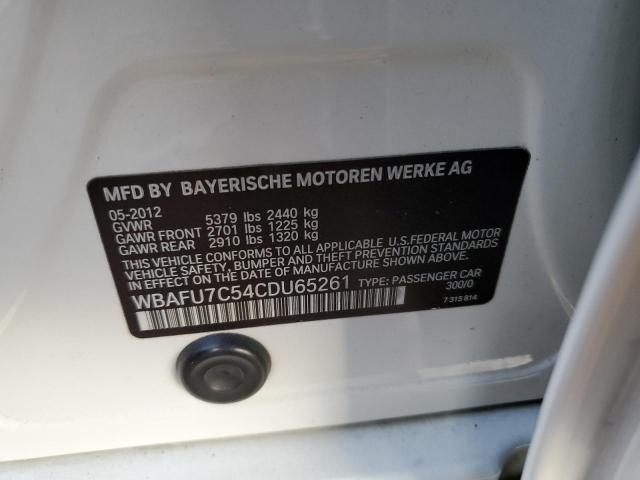 MFD BY BAYERISCHE MOTOREN WERKE AG
05-2012
GVWR 5379 lbs 2440 kg
GAWR FRONT 2701 lbs 1225 kg
GAWR REAR 2910 lbs 1320 kg
THIS VEHICLE CONFORMS TO ALL APPLICABLE U.S. FEDERAL MOTOR
VEHICLE SAFETY, BUMPER, AND THEFT PREVENTION STANDARDS
IN EFFECT ON THE DATE OF MANUFACTURE SHOWN ABOVE.
WBAFU7C54CDU65261 TYPE: PASSENGER CAR
300/0
7 315 814